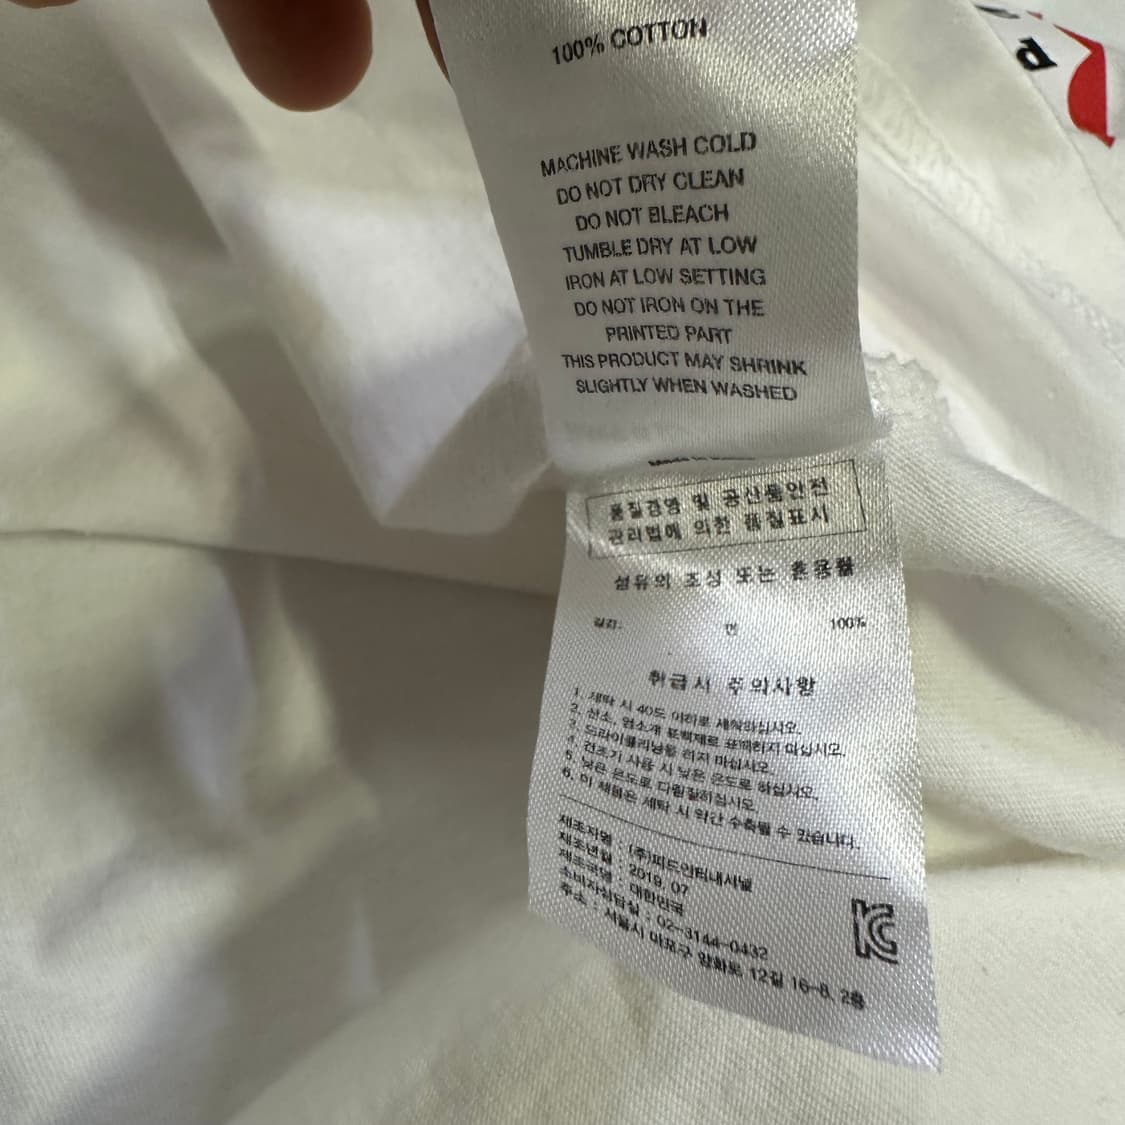 100% COTTON
MACHINE WASH COLD
DO NOT DRY CLEAN
DO NOT BLEACH
TUMBLE DRY AT LOW
IRON AT LOW SETTING
DO NOT IRON ON THE
PRINTED PART
THIS PRODUCT MAY SHRINK
SLIGHTLY WHEN WASHED
품질경영 및 공산품안전
관리법에 의한 품질표시
섬유의 조성 또는 혼용률
겉감: 면 100%
취급시 주의사항
1. 세탁 시 40도 이하로 세탁하십시오.
2. 산소, 염소계 표백제로 표백하지 마십시오.
3. 드라이클리닝을 하지 마십시오.
4. 건조기 사용 시 낮은 온도로 하십시오.
5. 낮은 온도로 다림질하십시오.
6. 이 제품은 세탁 시 약간 수축될 수 있습니다.
제조자명 : (주)피드인터내셔널
제조년월 : 2019. 07
제조국명 : 대한민국
소비자상담실 : 02-3144-0432
주소 : 서울시 마포구 양화로 12길 16-8, 2층
KC
d